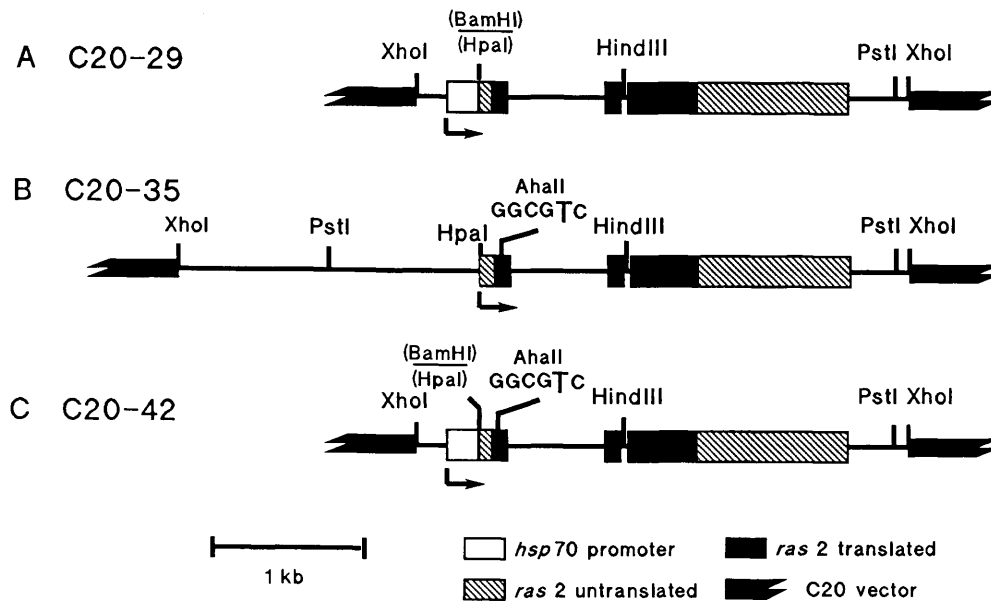 A C20-29
XhoI
(BamHI)
(HpaI)
HindIII
PstI XhoI
B C20-35
XhoI
PstI
HpaI
AhaII
GGCGTC
HindIII
PstI XhoI
C C20-42
XhoI
(BamHI)
(HpaI)
AhaII
GGCGTC
HindIII
PstI XhoI
1 kb
hsp70 promoter
ras 2 translated
ras 2 untranslated
C20 vector